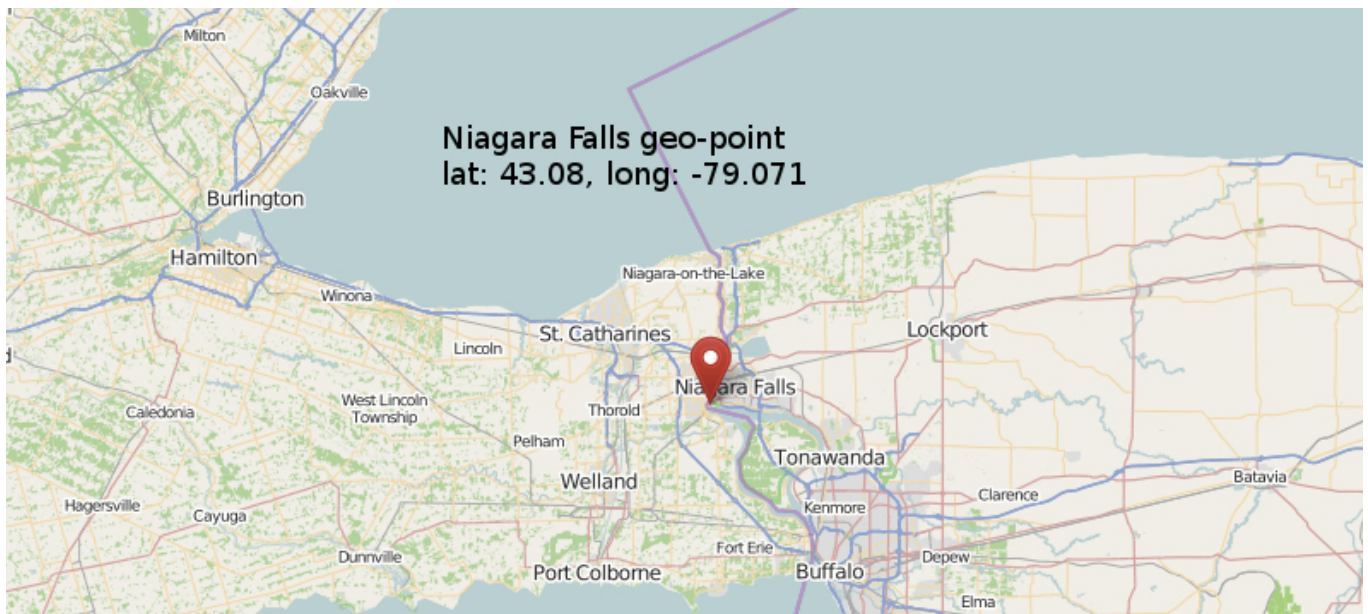 Milton
Oakville
Niagara Falls geo-point
lat: 43.08, long: -79.071
Burlington
Hamilton
Niagara-on-the-Lake
Winona
St. Catharines
Lockport
Lincoln
d
Niagara Falls
West Lincoln
Township
Caledonia
Thorold
Pelham
Tonawanda
Welland
Batavia
Clarence
Hagersville
Kenmore
Cayuga
Fort Erie
Dunnville
Depew
Port Colborne
Buffalo
Elma